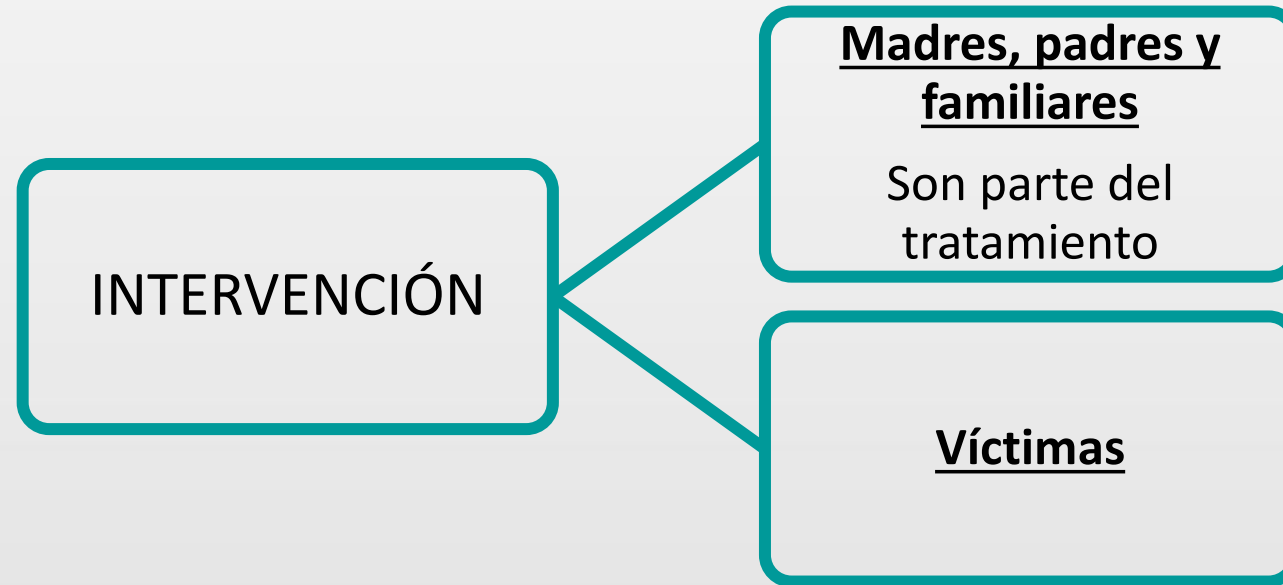 INTERVENCIÓN
Madres, padres y
familiares
Son parte del
tratamiento
Víctimas